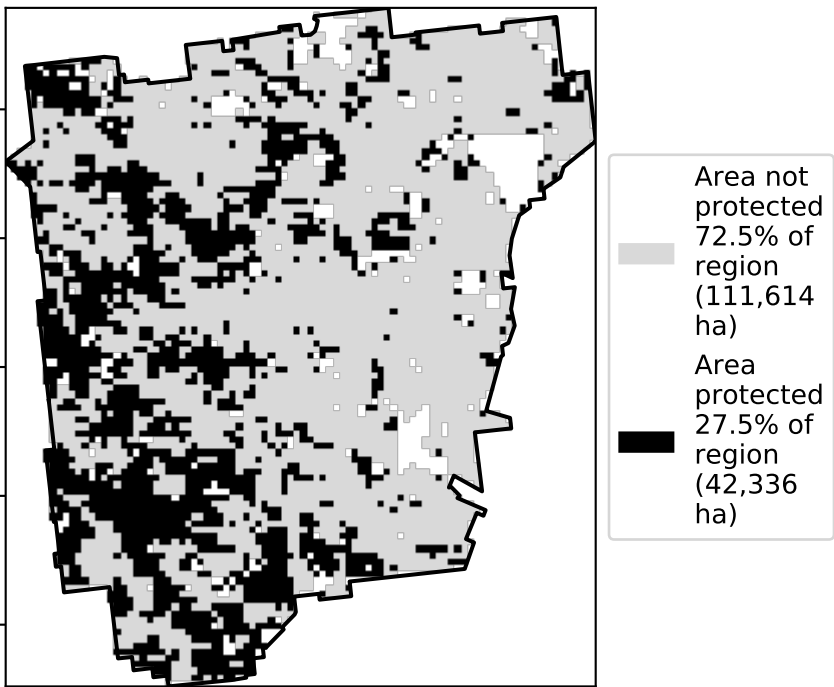 Area not
protected
72.5% of
region
(111,614
ha)
Area
protected
27.5% of
region
(42,336
ha)